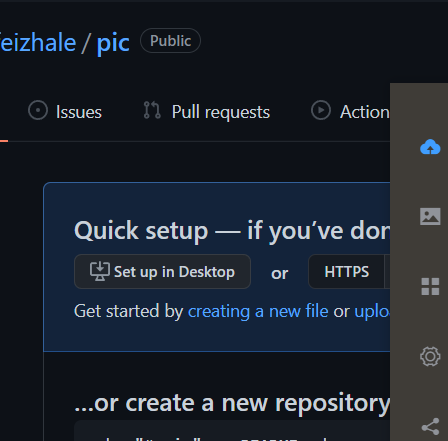 eizhale / pic Public
Issues Pull requests Action
Quick setup — if you've don
Set up in Desktop or HTTPS
Get started by creating a new file or uplo
...or create a new repository